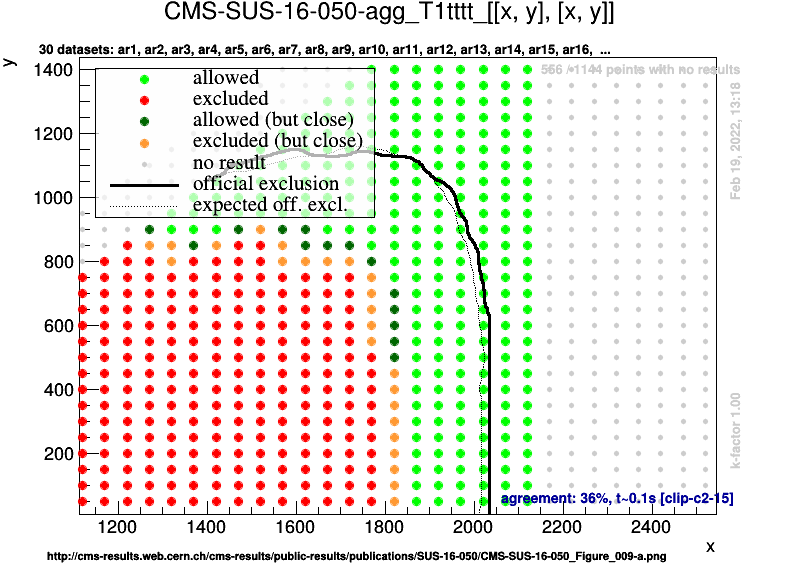 CMS-SUS-16-050-agg_T1tttt_[[x, y], [x, y]]
30 datasets: ar1, ar2, ar3, ar4, ar5, ar6, ar7, ar8, ar9, ar10, ar11, ar12, ar13, ar14, ar15, ar16, ...
y
556 / 1144 points with no results
1400
1200
1000
800
600
400
200
allowed
excluded
allowed (but close)
excluded (but close)
no result
official exclusion
expected off. excl.
Feb 19, 2022, 13:18
k-factor 1.00
agreement: 36%, t~0.1s [clip-c2-15]
1200 1400 1600 1800 2000 2200 2400
x
http://cms-results.web.cern.ch/cms-results/public-results/publications/SUS-16-050/CMS-SUS-16-050_Figure_009-a.png